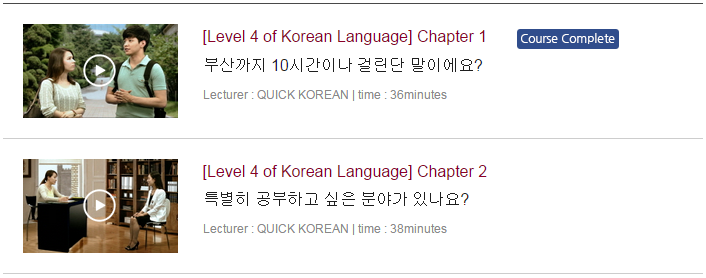 [Level 4 of Korean Language] Chapter 1
Course Complete
부산까지 10시간이나 걸린단 말이에요?
Lecturer : QUICK KOREAN | time : 36minutes
[Level 4 of Korean Language] Chapter 2
특별히 공부하고 싶은 분야가 있나요?
Lecturer : QUICK KOREAN | time : 38minutes